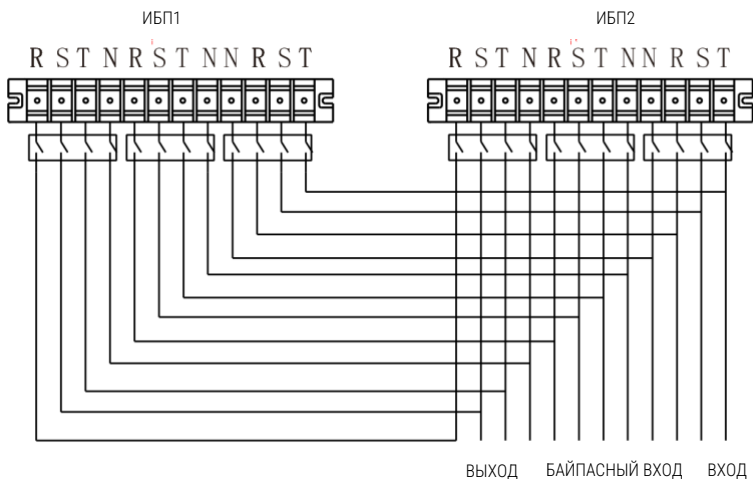 ИБП1 ИБП2
R S T N R S T N N R S T R S T N R S T N N R S T
ВЫХОД БАЙПАСНЫЙ ВХОД ВХОД